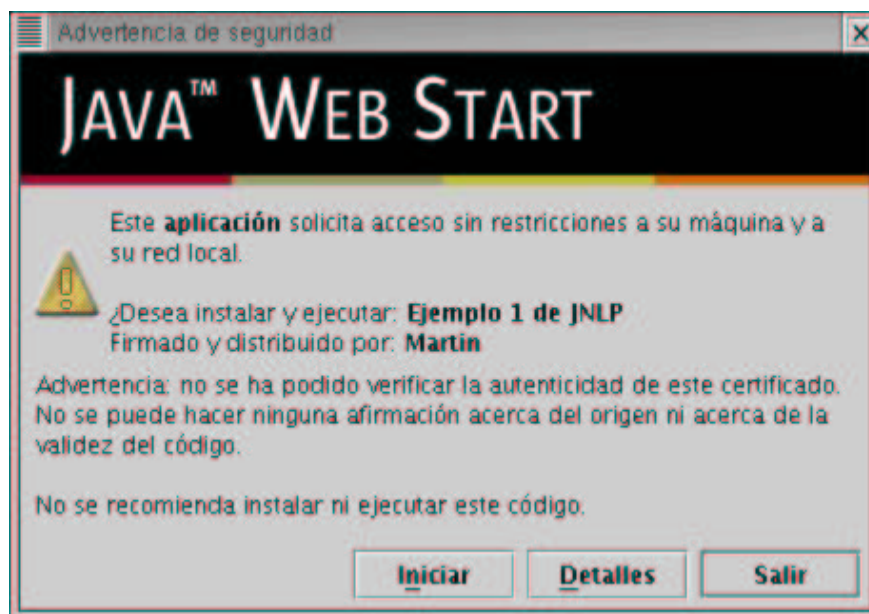 Advertencia de seguridad
JAVA™ WEB START
Este aplicación solicita acceso sin restricciones a su máquina y a
su red local.
¿Desea instalar y ejecutar: Ejemplo 1 de JNLP
Firmado y distribuido por: Martin
Advertencia: no se ha podido verificar la autenticidad de este certificado.
No se puede hacer ninguna afirmación acerca del origen ni acerca de la
validez del código.
No se recomienda instalar ni ejecutar este código.
Iniciar Detalles Salir